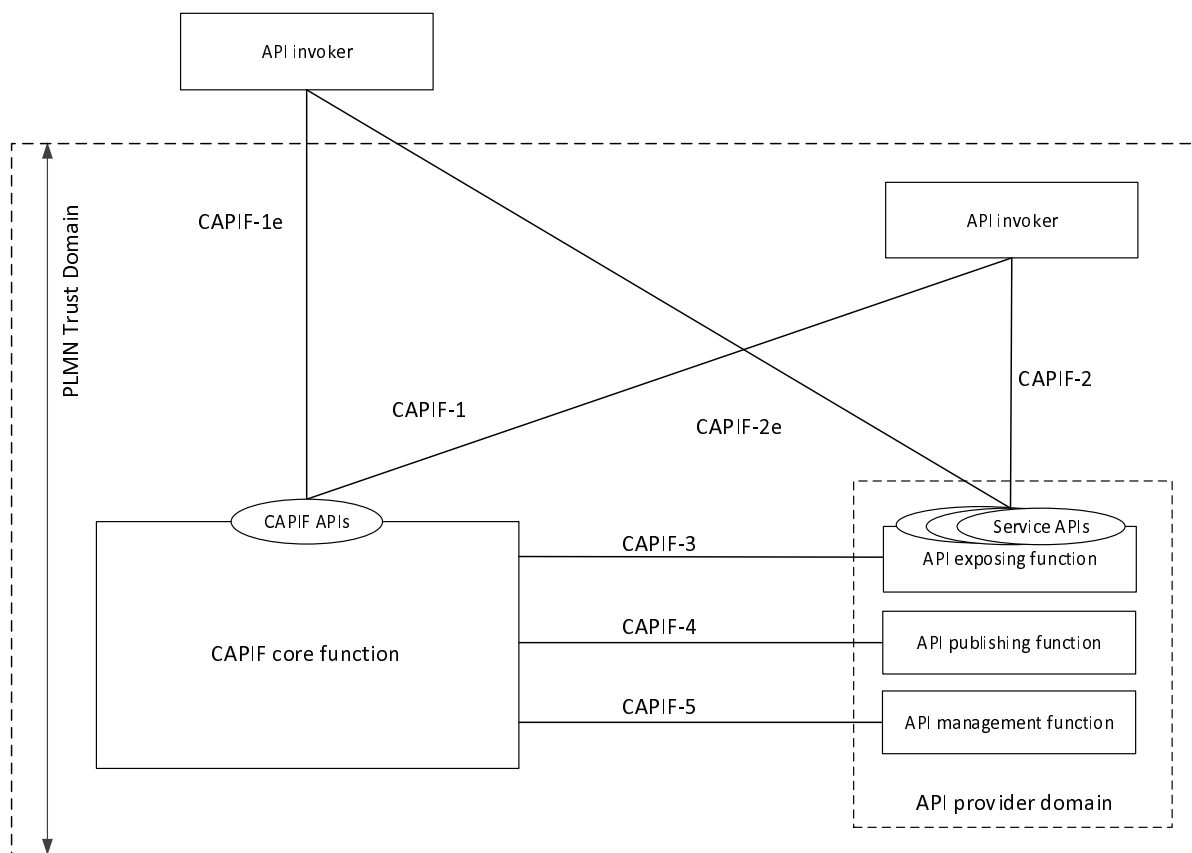 API invoker
CAPIF-1e
PLMN Trust Domain
API invoker
CAPIF-2
CAPIF-1
CAPIF-2e
CAPIF APIs
Service APIs
API exposing function
CAPIF-3
CAPIF-4
API publishing function
CAPIF core function
CAPIF-5
API management function
API provider domain